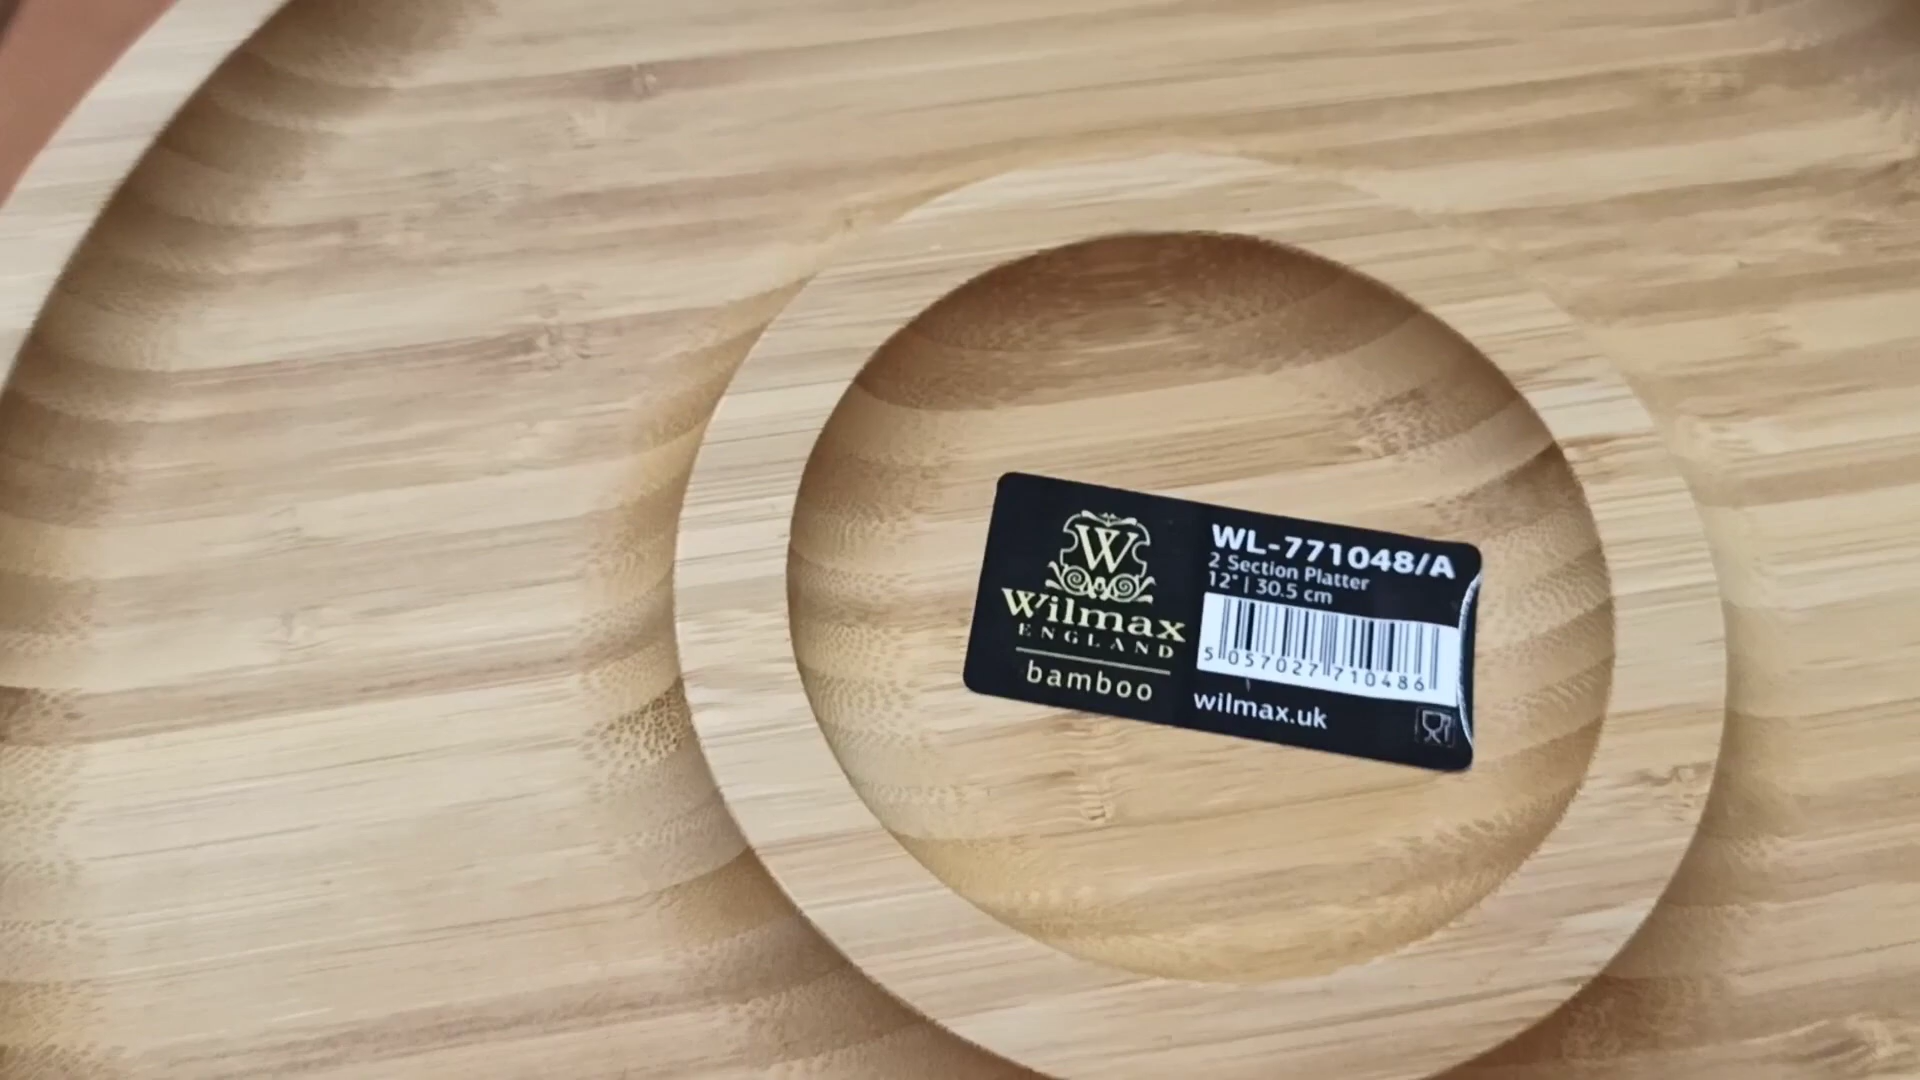 W
Wilmax
ENGLAND
bamboo
WL-771048/A
2 Section Platter
12" | 30.5 cm
5 057027 710486
wilmax.uk